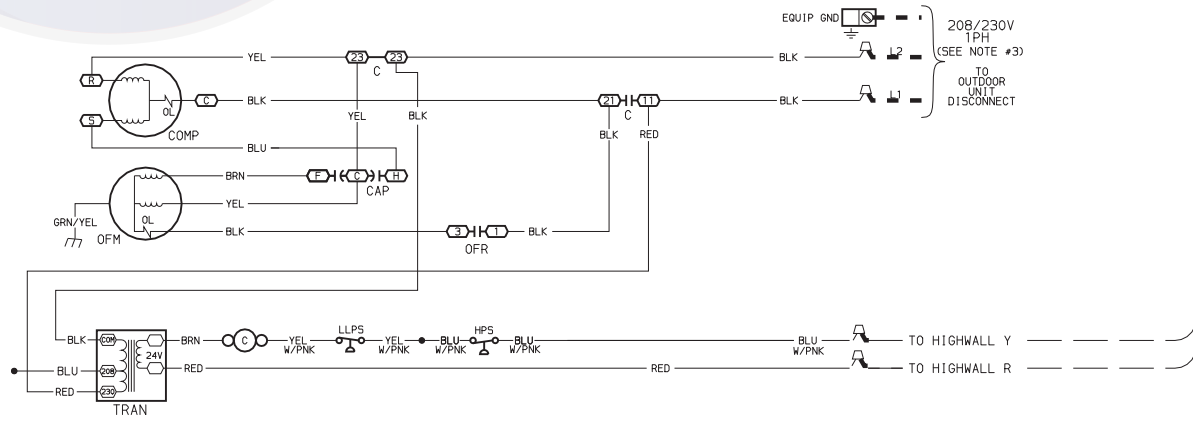 EQUIP GND
208/230V
1PH
(SEE NOTE #3)
TO
OUTDOOR
UNIT
DISCONNECT
YEL 23 23 BLK L2
C
R
OL C BLK 21 11 BLK L1
C
S COMP
YEL BLK BLK RED
BLU
BRN F C H
CAP
YEL
GRN/YEL OL
OFM BLK 3 1 BLK
OFR
BLK COM BRN C YEL W/PNK LLPS YEL W/PNK BLU W/PNK HPS BLU W/PNK BLU W/PNK TO HIGHWALL Y
24V
BLU 208 RED RED TO HIGHWALL R
RED 230
TRAN